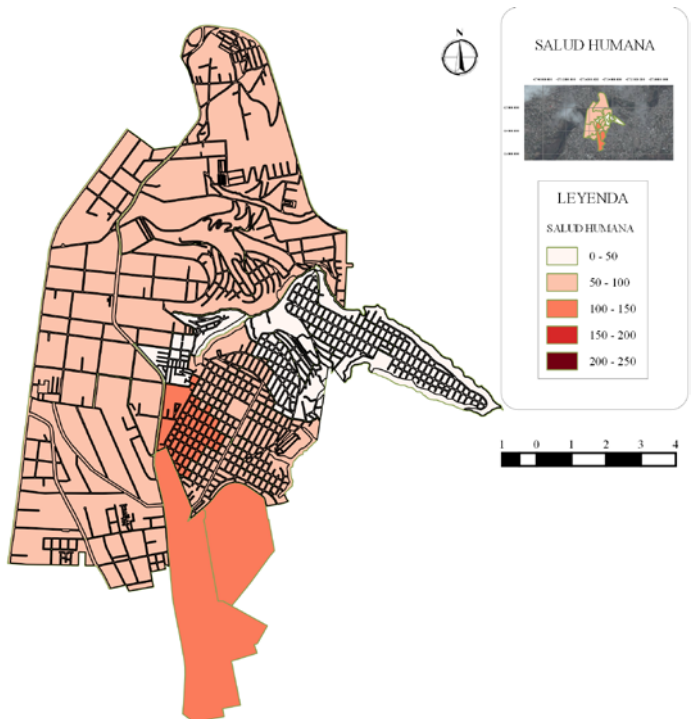 N
SALUD HUMANA
LEYENDA
SALUD HUMANA
0 - 50
50 - 100
100 - 150
150 - 200
200 - 250
1 0 1 2 3 4